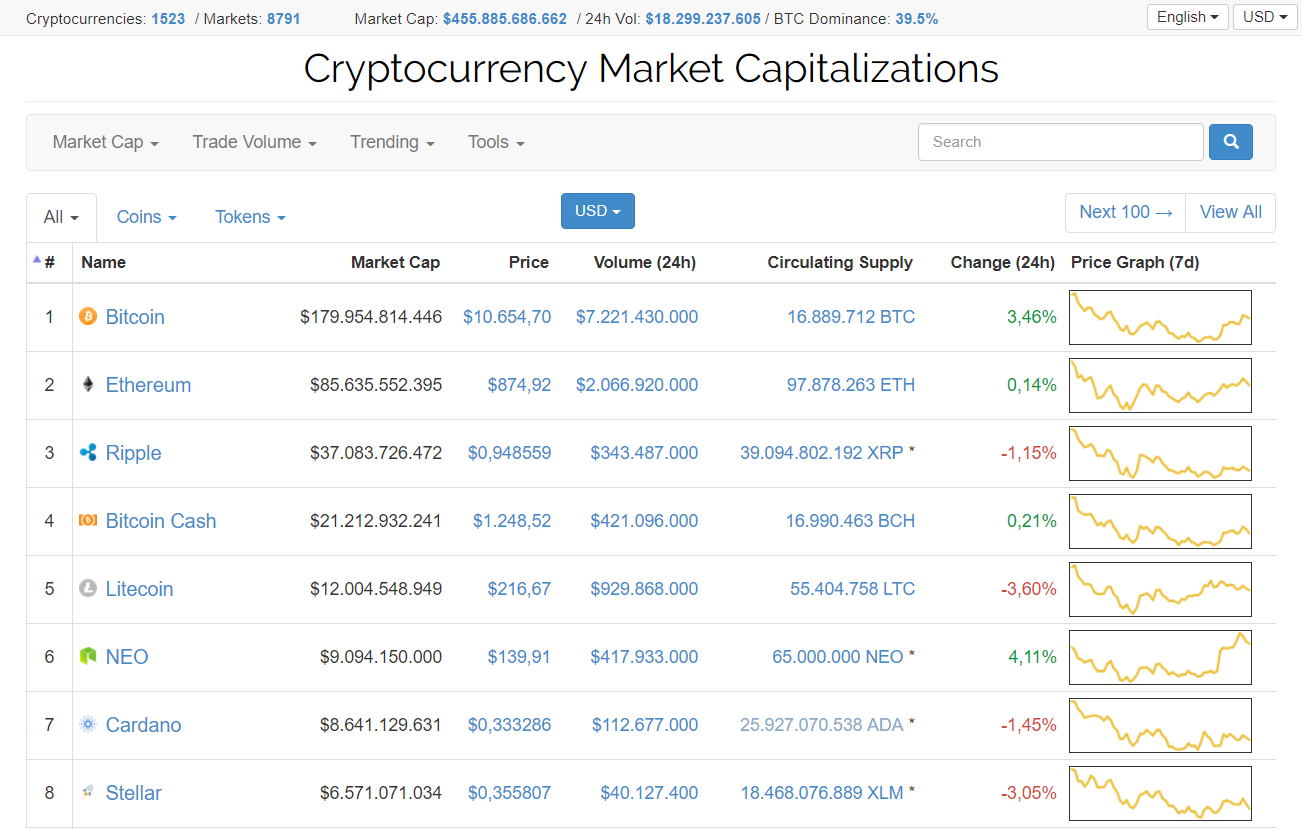 Cryptocurrencies: 1523 / Markets: 8791 Market Cap: $455.885.686.662 / 24h Vol: $18.299.237.605 / BTC Dominance: 39.5% English USD
Cryptocurrency Market Capitalizations
Market Cap Trade Volume Trending Tools Search
All Coins Tokens USD Next 100 → View All
# Name Market Cap Price Volume (24h) Circulating Supply Change (24h) Price Graph (7d)
1 Bitcoin $179.954.814.446 $10.654,70 $7.221.430.000 16.889.712 BTC 3,46%
2 Ethereum $85.635.552.395 $874,92 $2.066.920.000 97.878.263 ETH 0,14%
3 Ripple $37.083.726.472 $0,948559 $343.487.000 39.094.802.192 XRP * -1,15%
4 Bitcoin Cash $21.212.932.241 $1.248,52 $421.096.000 16.990.463 BCH 0,21%
5 Litecoin $12.004.548.949 $216,67 $929.868.000 55.404.758 LTC -3,60%
6 NEO $9.094.150.000 $139,91 $417.933.000 65.000.000 NEO * 4,11%
7 Cardano $8.641.129.631 $0,333286 $112.677.000 25.927.070.538 ADA * -1,45%
8 Stellar $6.571.071.034 $0,355807 $40.127.400 18.468.076.889 XLM * -3,05%